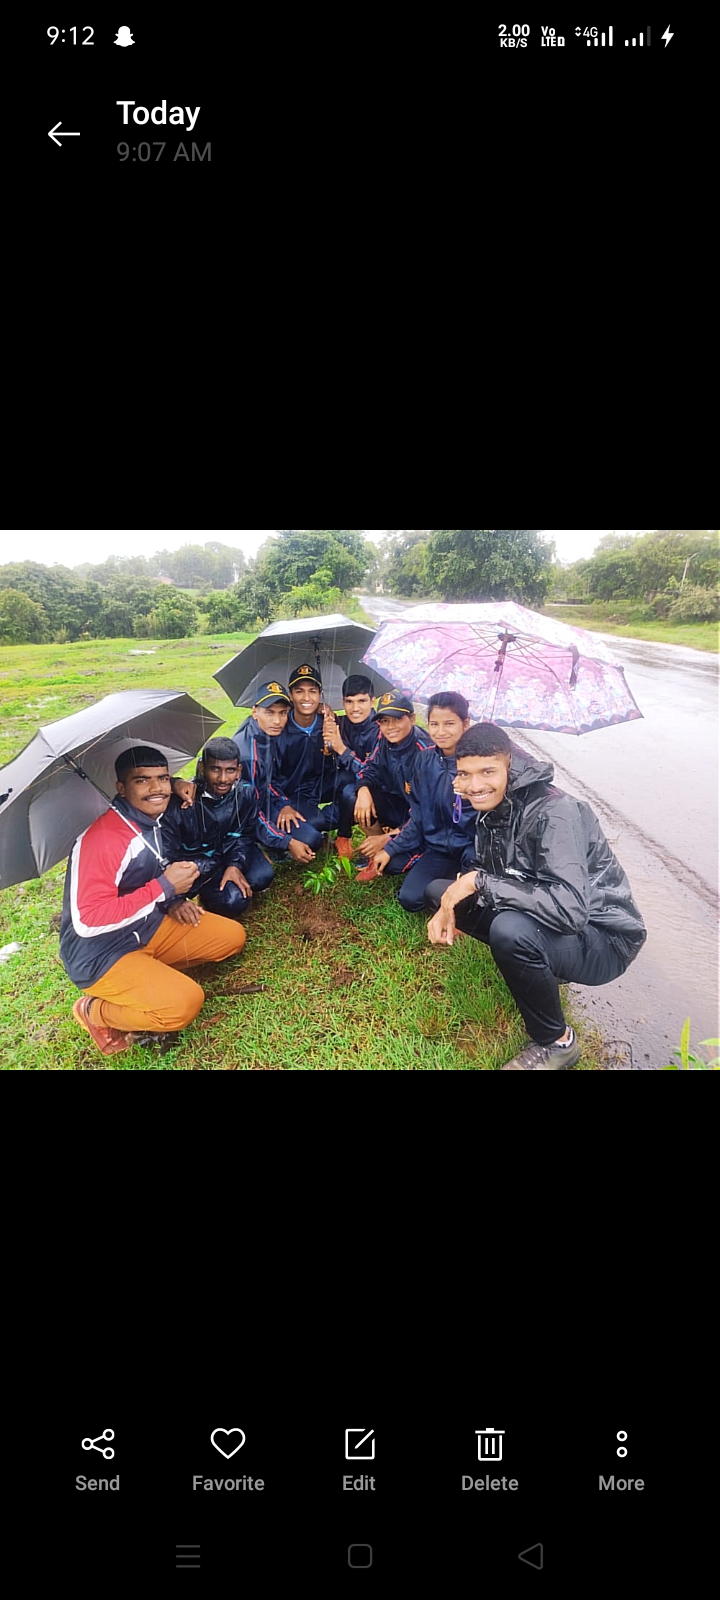 9:12
2.00
KB/S
Vo
LTE
4G
Today
9:07 AM
Send
Favorite
Edit
Delete
More